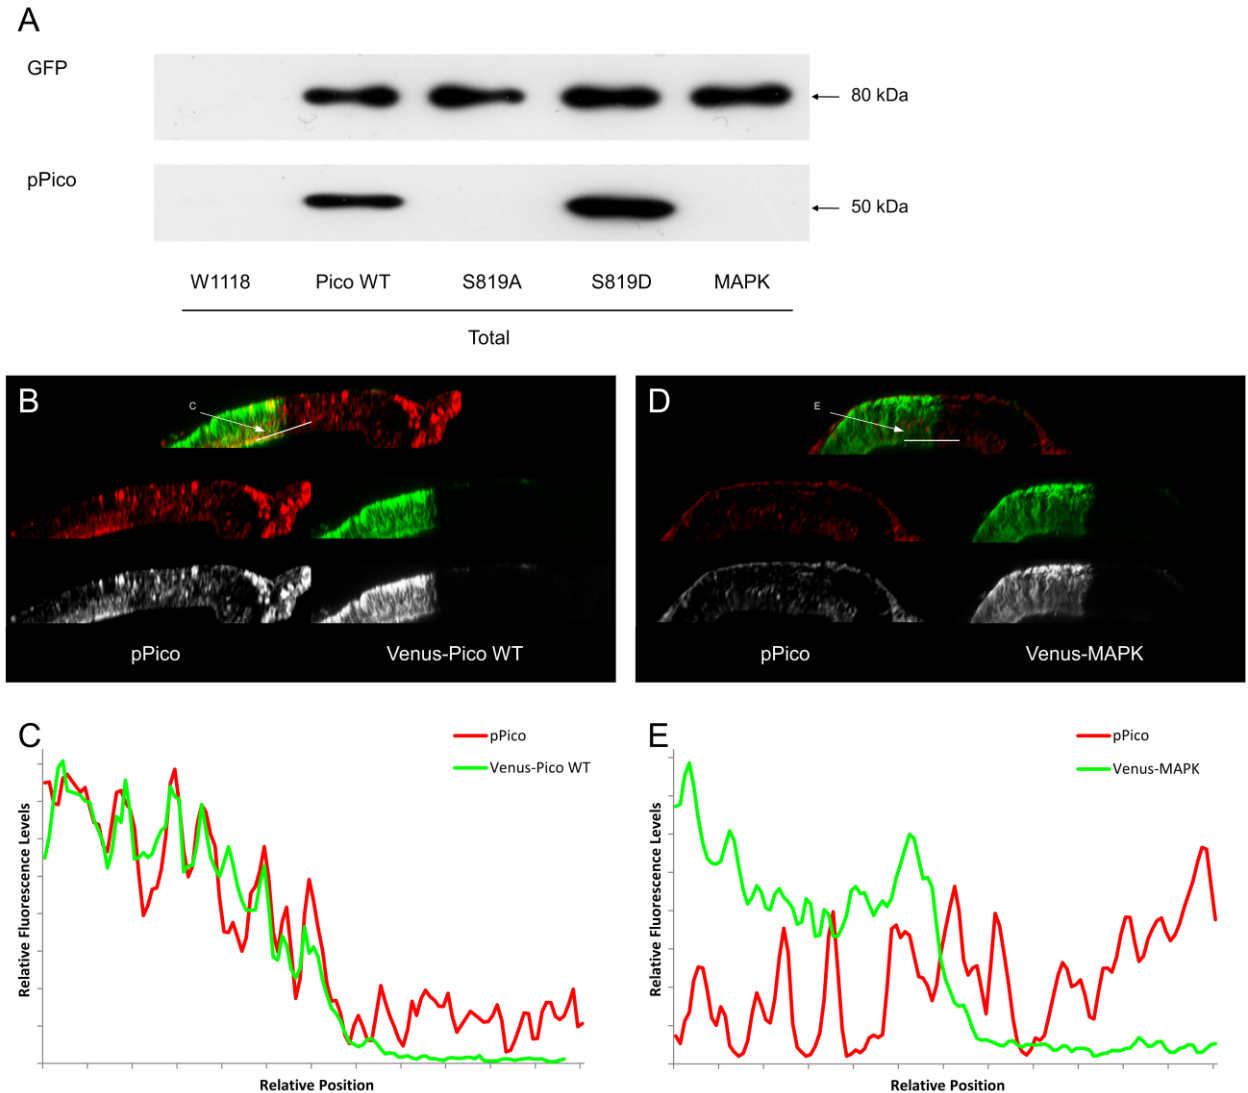 A
GFP
80 kDa
pPico
50 kDa
W1118 Pico WT S819A S819D MAPK
Total
B
C
pPico Venus-Pico WT
D
E
pPico Venus-MAPK
C
pPico
Venus-Pico WT
Relative Fluorescence Levels
Relative Position
E
pPico
Venus-MAPK
Relative Fluorescence Levels
Relative Position